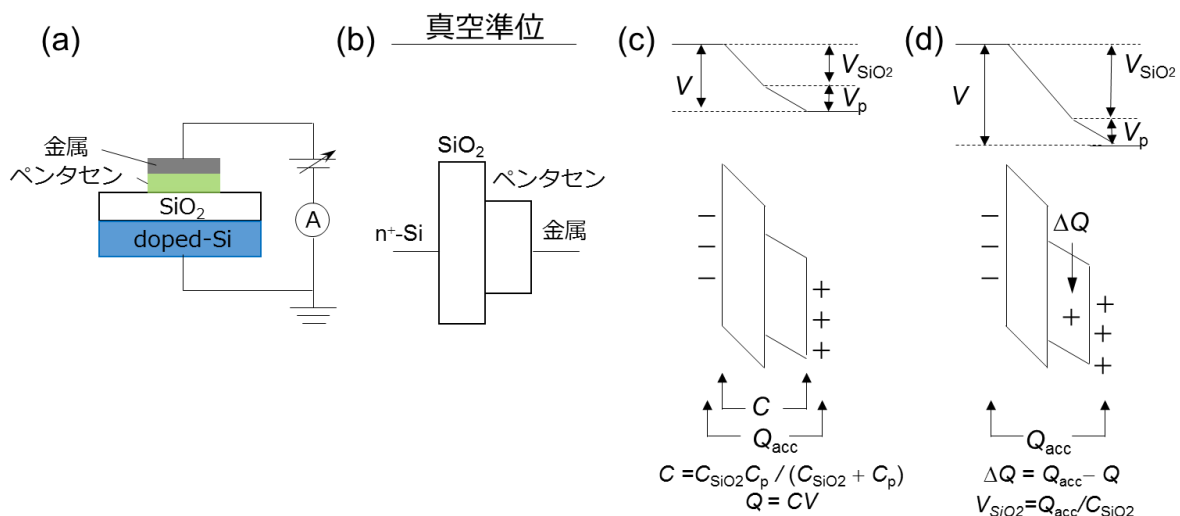 (a)
金属
ペンタセン
SiO2
doped-Si
A
(b)
真空準位
SiO2
ペンタセン
n+-Si
金属
(c)
V
VSiO2
Vp
−
−
−
+
+
+
C
Qacc
C =CSiO2Cp / (CSiO2 + Cp)
Q = CV
(d)
V
VSiO2
Vp
−
−
−
ΔQ
+
+
+
+
Qacc
ΔQ = Qacc− Q
VSiO2=Qacc/CSiO2